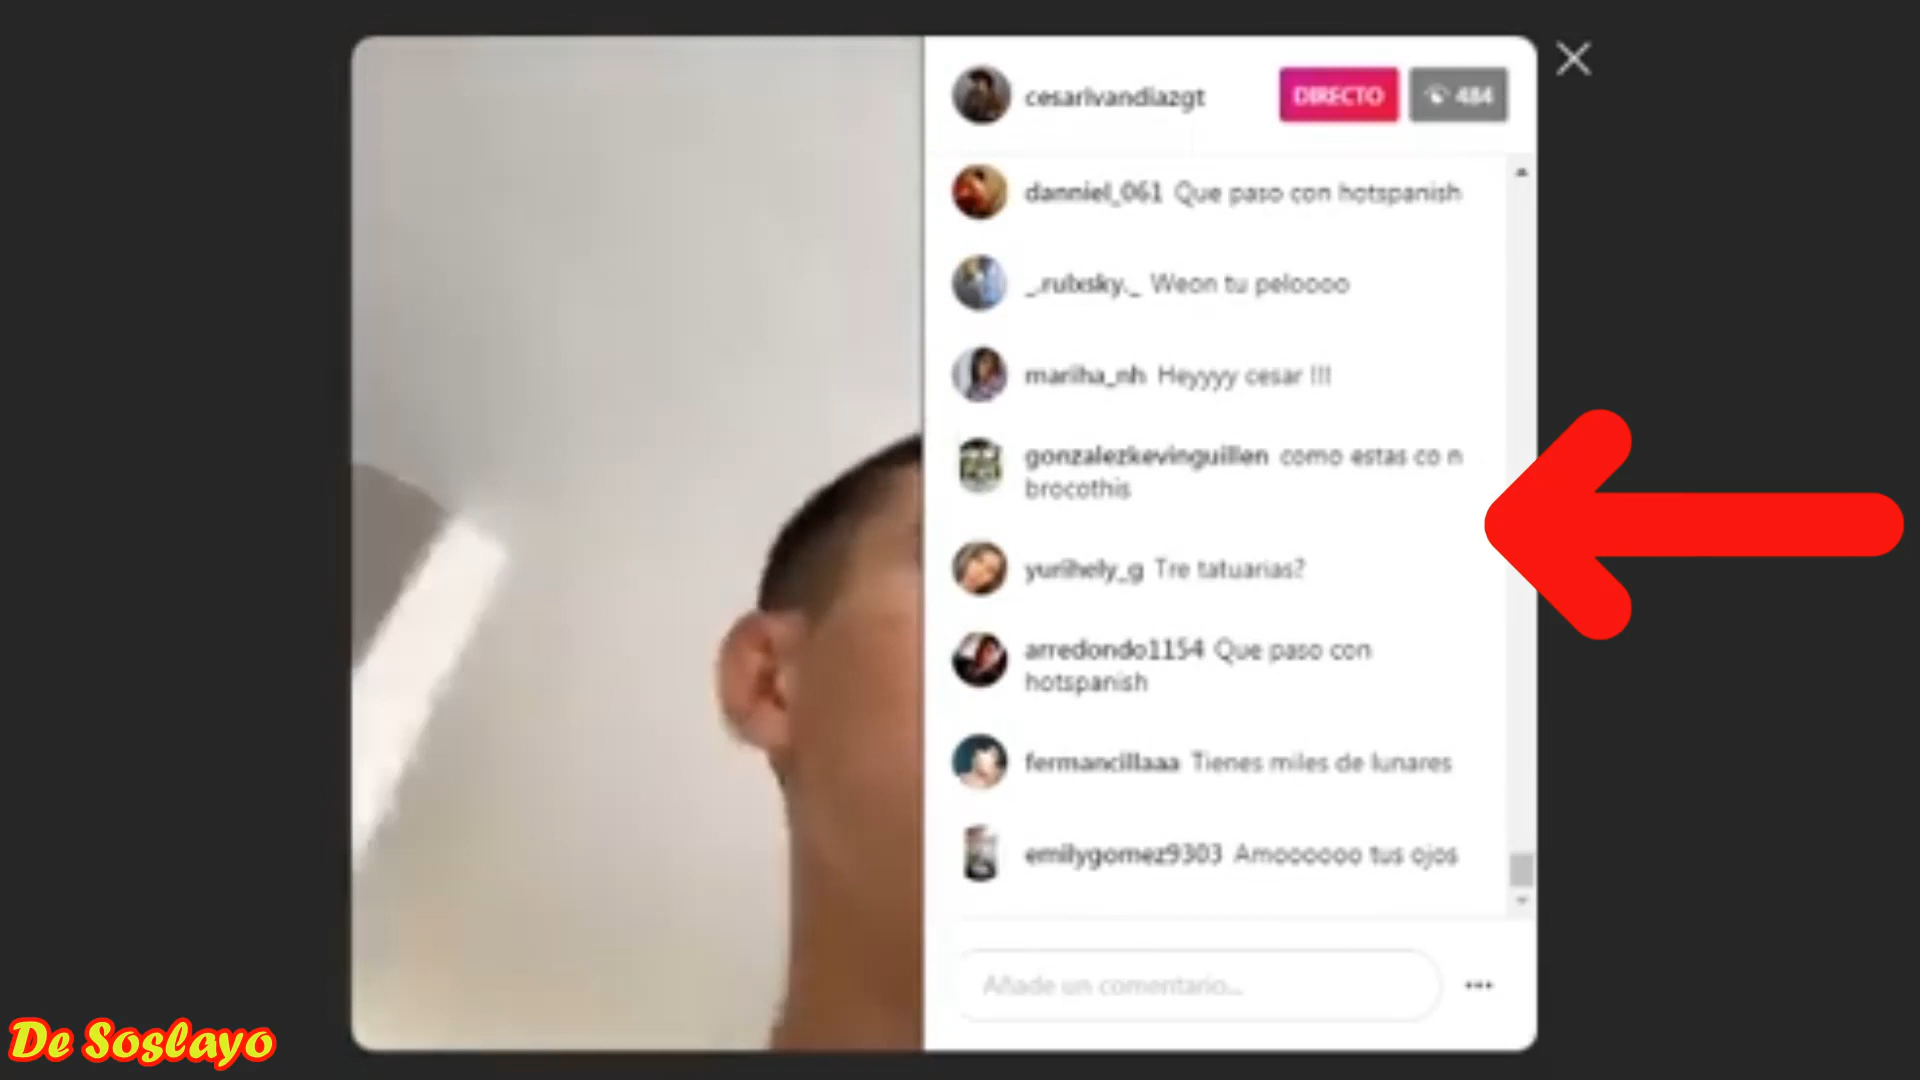 cesarivandiazgt DIRECTO 484
danniel_061 Que paso con hotspanish
_.rulxsky._ Weon tu peloooo
mariha_nh Heyyyy cesar !!!
gonzalezkevinguillen como estas co n
brocothis
yurihely_g Tre tatuarias?
arredondo1154 Que paso con
hotspanish
fermancillaaa Tienes miles de lunares
emilygomez9303 Amoooooo tus ojos
Añade un comentario...
De Soslayo